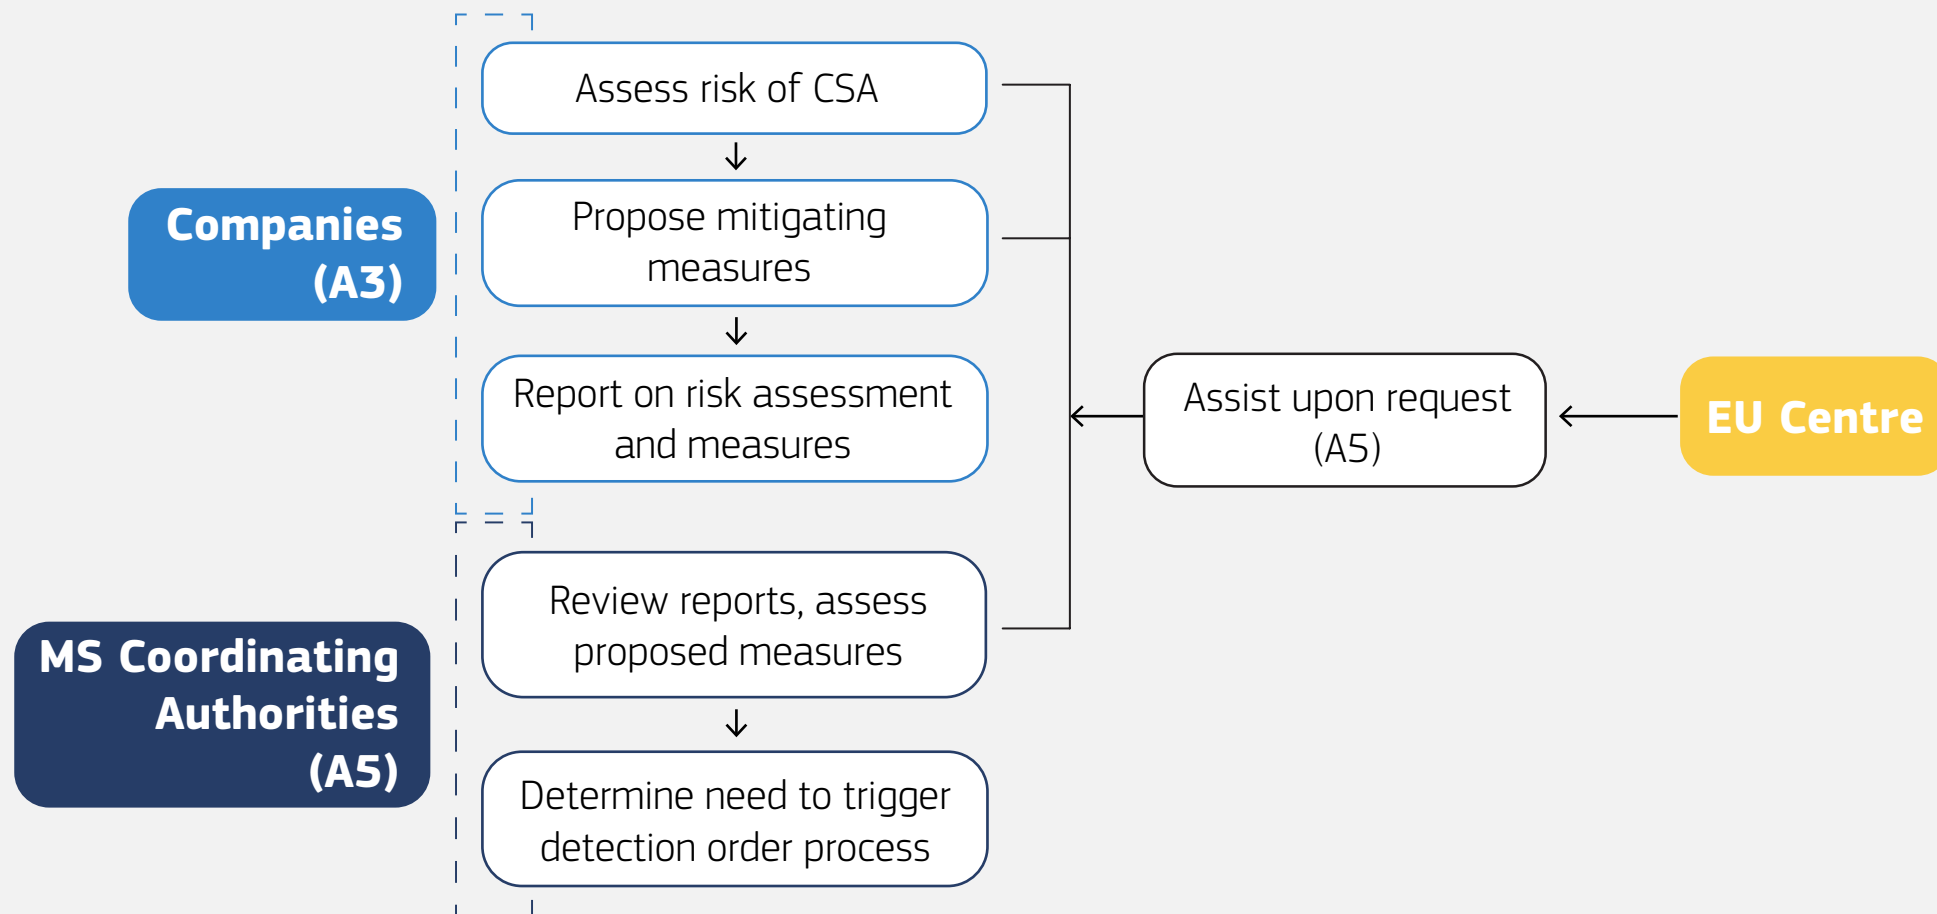 Assess risk of CSA
Propose mitigating
measures
Companies
(A3)
Report on risk assessment
and measures
Assist upon request
(A5)
EU Centre
Review reports, assess
proposed measures
MS Coordinating
Authorities
(A5)
Determine need to trigger
detection order process